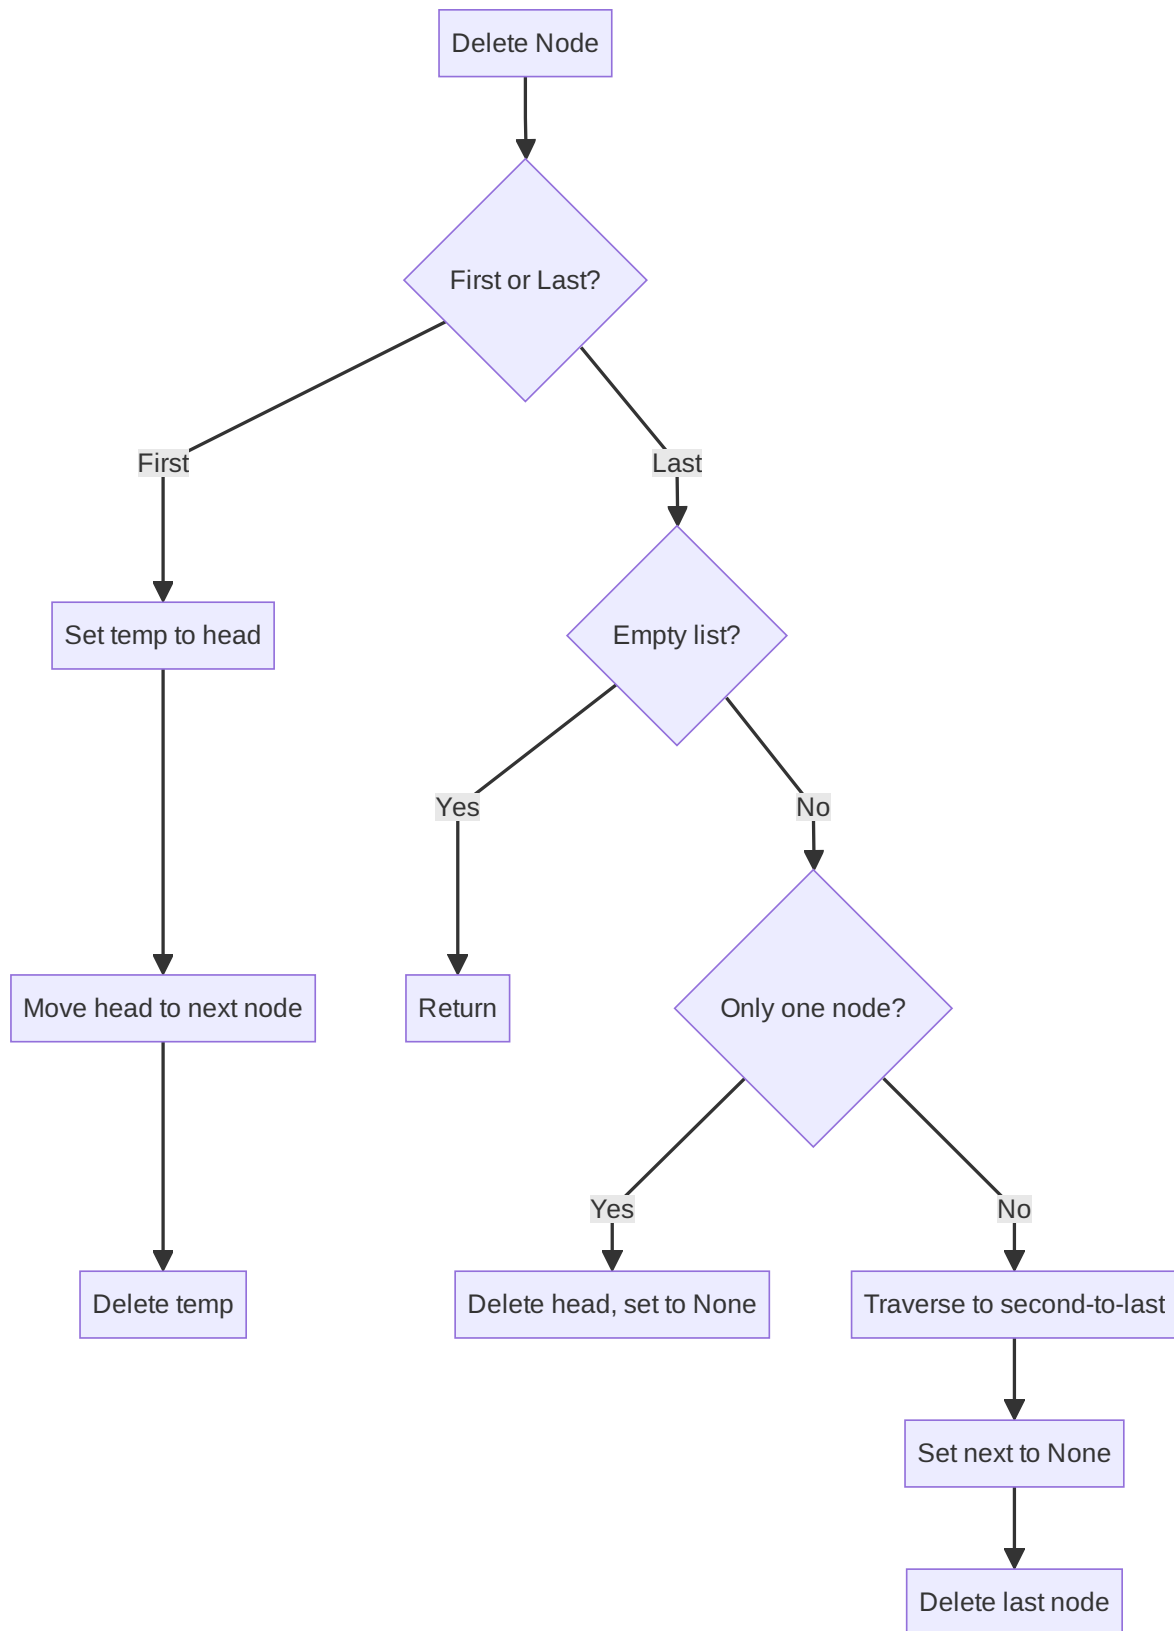 Delete Node
First or Last?
First
Last
Set temp to head
Empty list?
Yes
No
Move head to next node
Return
Only one node?
Yes
No
Delete temp
Delete head, set to None
Traverse to second-to-last
Set next to None
Delete last node